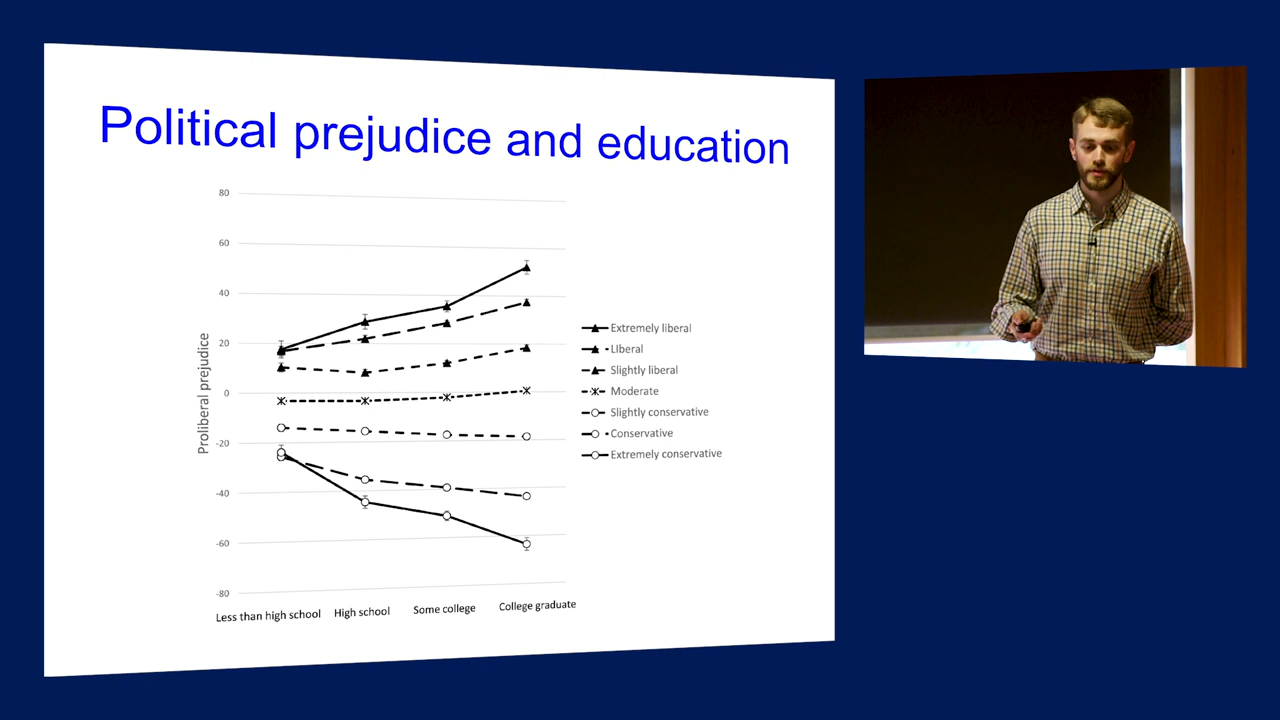 Political prejudice and education
80
60
40
20
0
-20
-40
-60
-80
Proliberal prejudice
Less than high school
High school
Some college
College graduate
Extremely liberal
LIberal
Slightly liberal
Moderate
Slightly conservative
Conservative
Extremely conservative